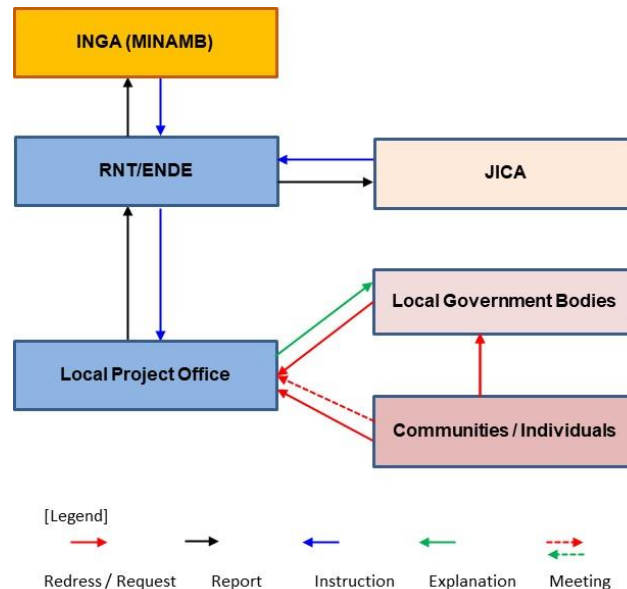 INGA (MINAMB)
RNT/ENDE
JICA
Local Government Bodies
Local Project Office
Communities / Individuals
[Legend]
Redress / Request Report Instruction Explanation Meeting